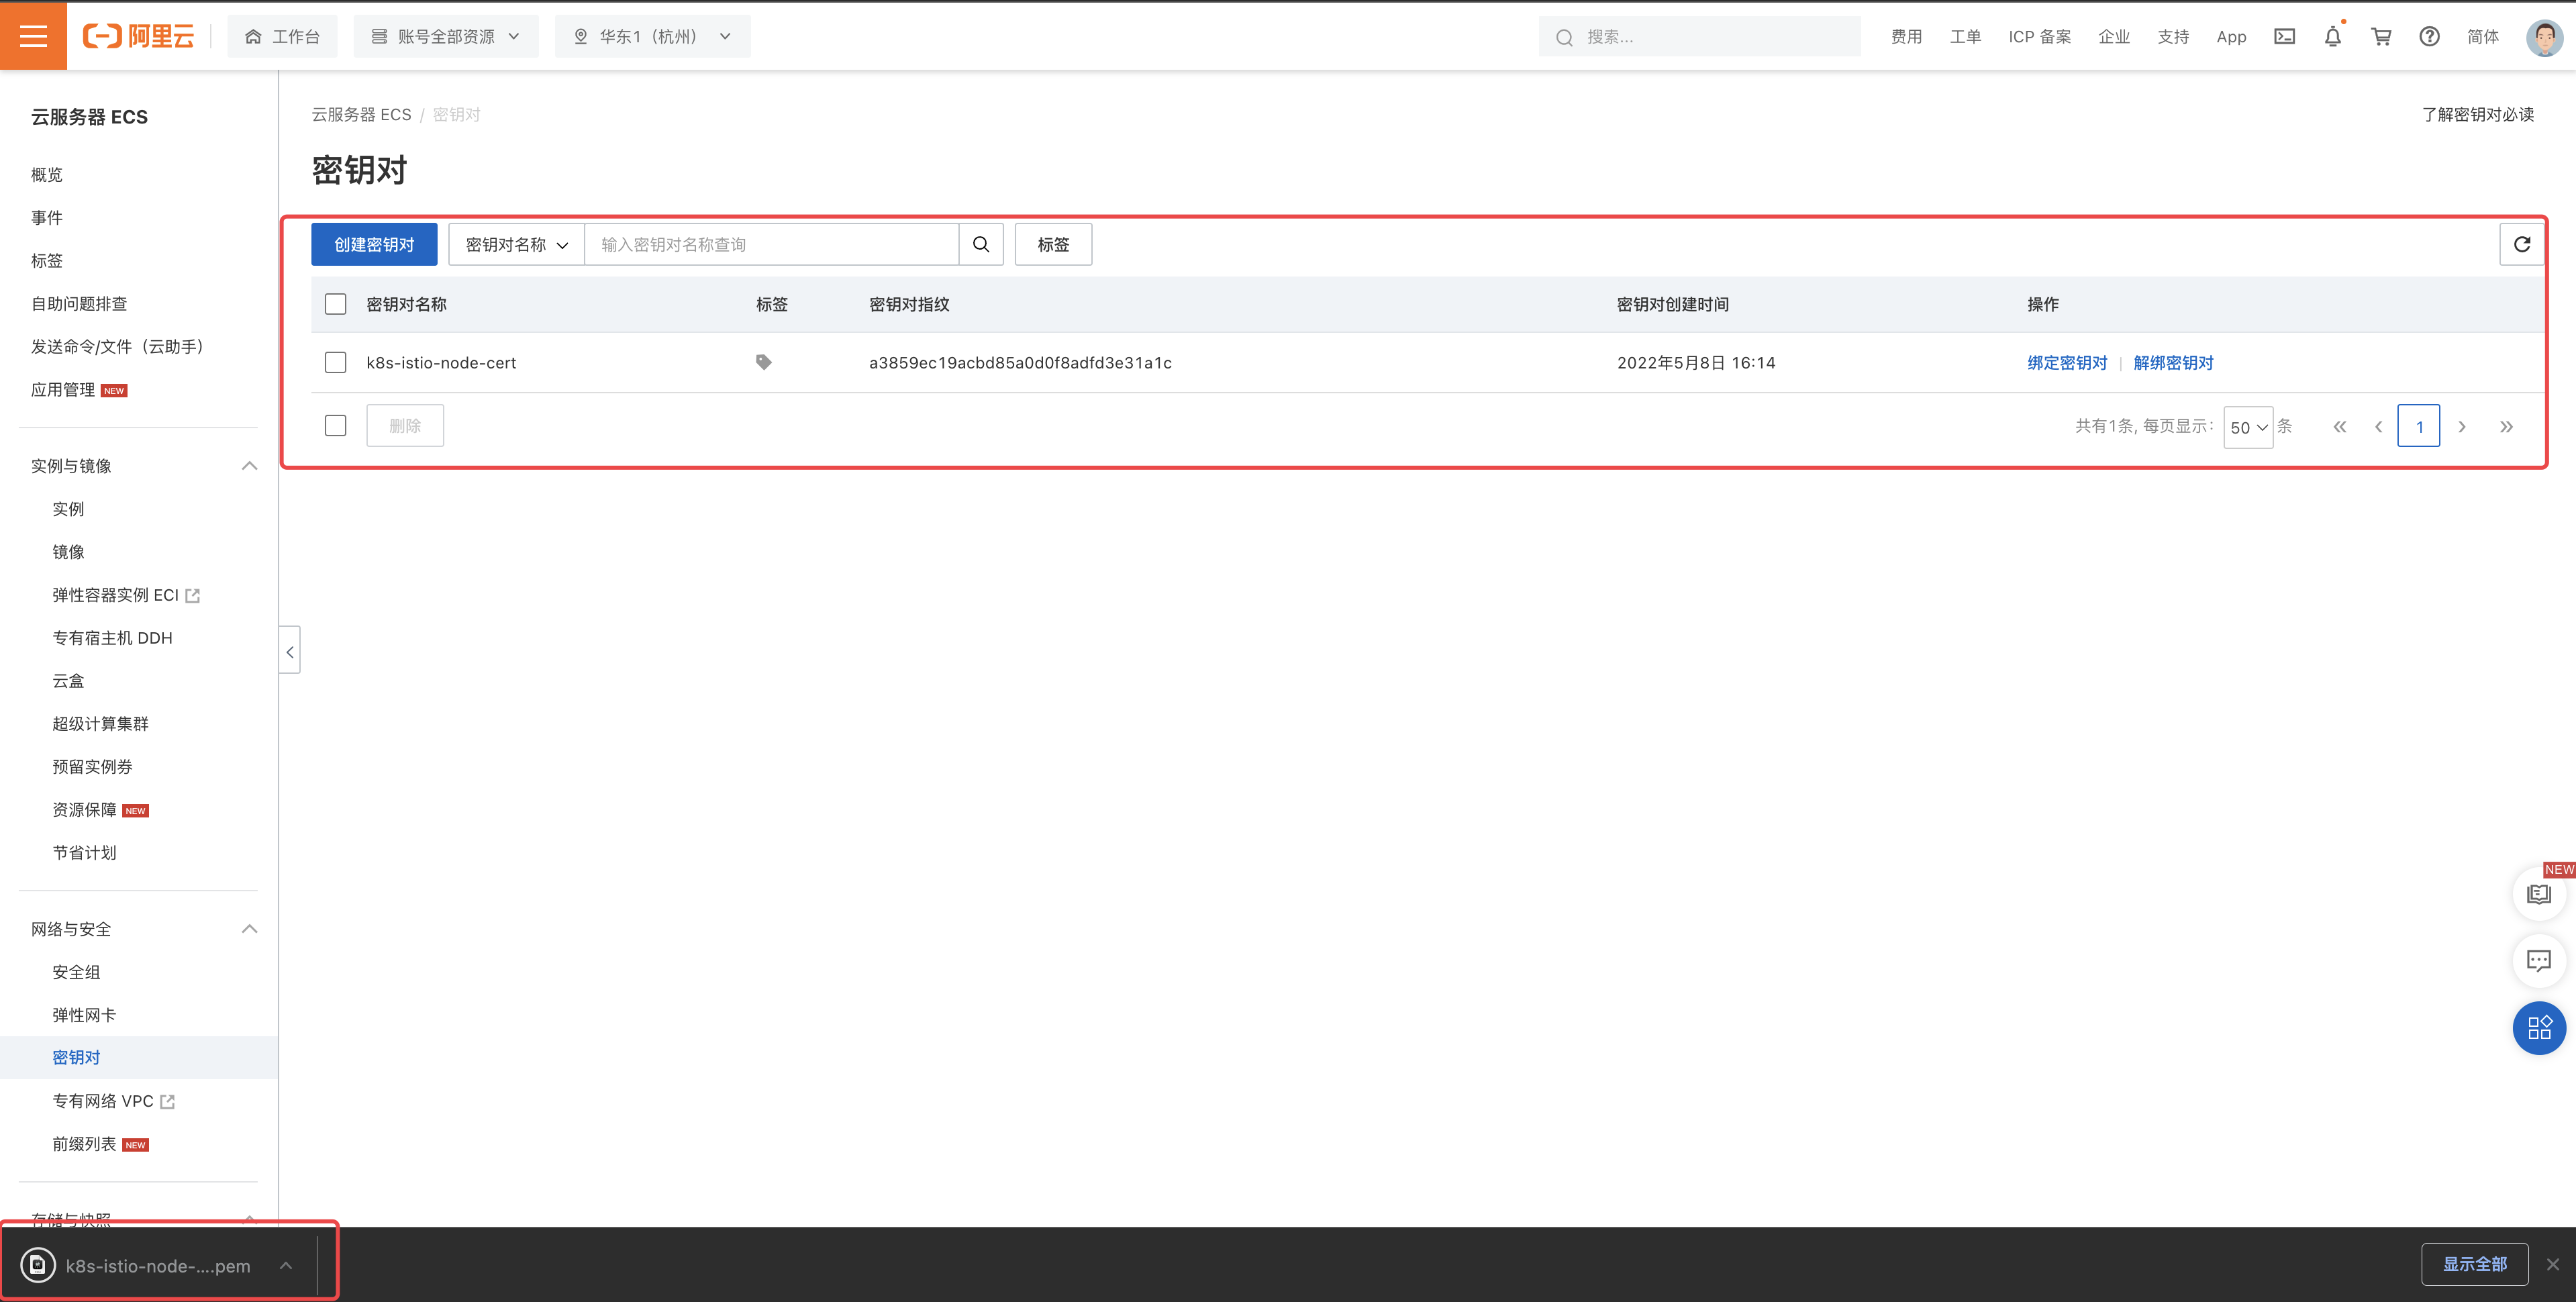 阿里云
工作台
账号全部资源
华东1（杭州）
搜索...
费用
工单
ICP 备案
企业
支持
App
简体
云服务器 ECS
概览
事件
标签
自助问题排查
发送命令/文件（云助手）
应用管理 NEW
实例与镜像
实例
镜像
弹性容器实例 ECI
专有宿主机 DDH
云盒
超级计算集群
预留实例券
资源保障 NEW
节省计划
网络与安全
安全组
弹性网卡
密钥对
专有网络 VPC
前缀列表 NEW
存储与快照
云服务器 ECS / 密钥对
了解密钥对必读
密钥对
创建密钥对
密钥对名称
输入密钥对名称查询
标签
密钥对名称 标签 密钥对指纹 密钥对创建时间 操作
k8s-istio-node-cert a3859ec19acbd85a0d0f8adfd3e31a1c 2022年5月8日 16:14 绑定密钥对 | 解绑密钥对
删除
共有1条, 每页显示: 50 条 « ‹ 1 › »
NEW
k8s-istio-node-....pem
显示全部